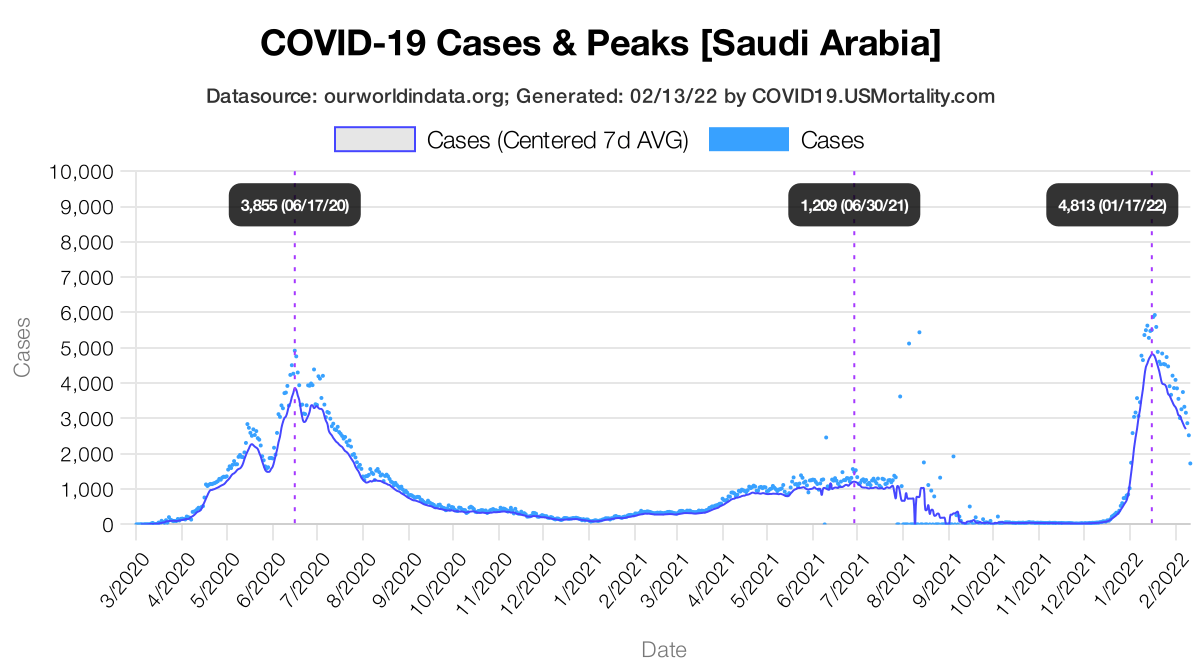 COVID-19 Cases & Peaks [Saudi Arabia]
Datasource: ourworldindata.org; Generated: 02/13/22 by COVID19.USMortality.com
Cases (Centered 7d AVG) Cases
10,000
9,000
8,000
7,000
6,000
5,000
4,000
3,000
2,000
1,000
0
Cases
3,855 (06/17/20) 1,209 (06/30/21) 4,813 (01/17/22)
3/2020 4/2020 5/2020 6/2020 7/2020 8/2020 9/2020 10/2020 11/2020 12/2020 1/2021 2/2021 3/2021 4/2021 5/2021 6/2021 7/2021 8/2021 9/2021 10/2021 11/2021 12/2021 1/2022 2/2022
Date